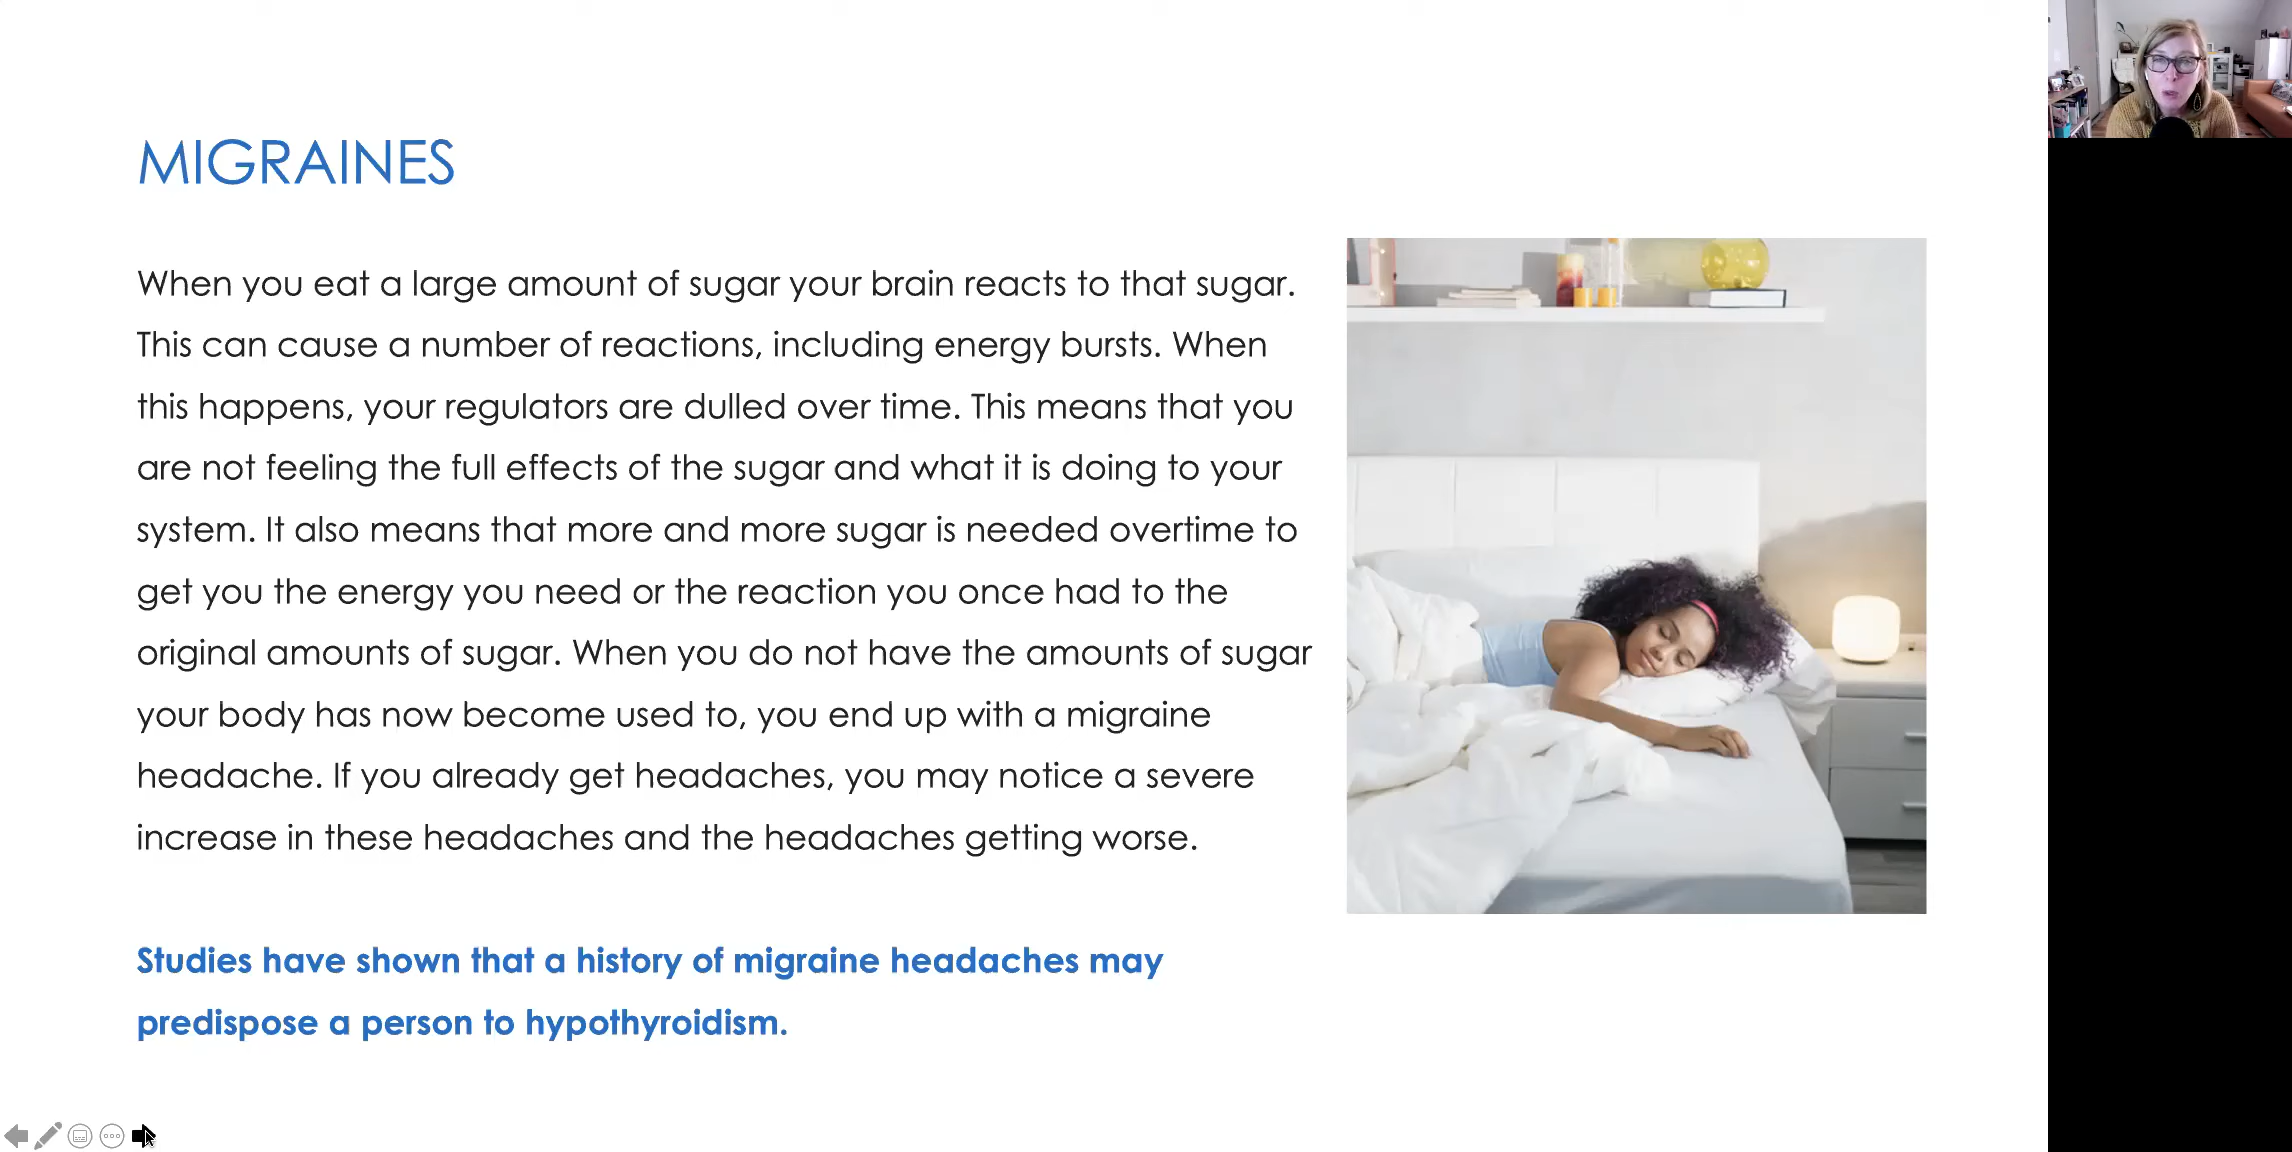 MIGRAINES
When you eat a large amount of sugar your brain reacts to that sugar.
This can cause a number of reactions, including energy bursts. When
this happens, your regulators are dulled over time. This means that you
are not feeling the full effects of the sugar and what it is doing to your
system. It also means that more and more sugar is needed overtime to
get you the energy you need or the reaction you once had to the
original amounts of sugar. When you do not have the amounts of sugar
your body has now become used to, you end up with a migraine
headache. If you already get headaches, you may notice a severe
increase in these headaches and the headaches getting worse.
Studies have shown that a history of migraine headaches may
predispose a person to hypothyroidism.